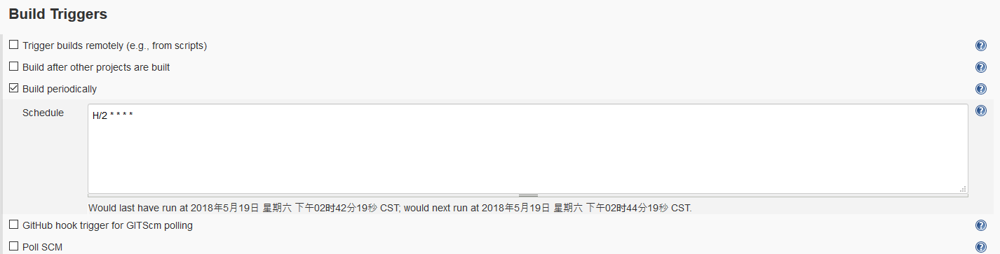 Build Triggers
Trigger builds remotely (e.g., from scripts)
Build after other projects are built
Build periodically
Schedule
H/2 * * * *
Would last have run at 2018年5月19日 星期六 下午02时42分19秒 CST; would next run at 2018年5月19日 星期六 下午02时44分19秒 CST.
GitHub hook trigger for GITScm polling
Poll SCM